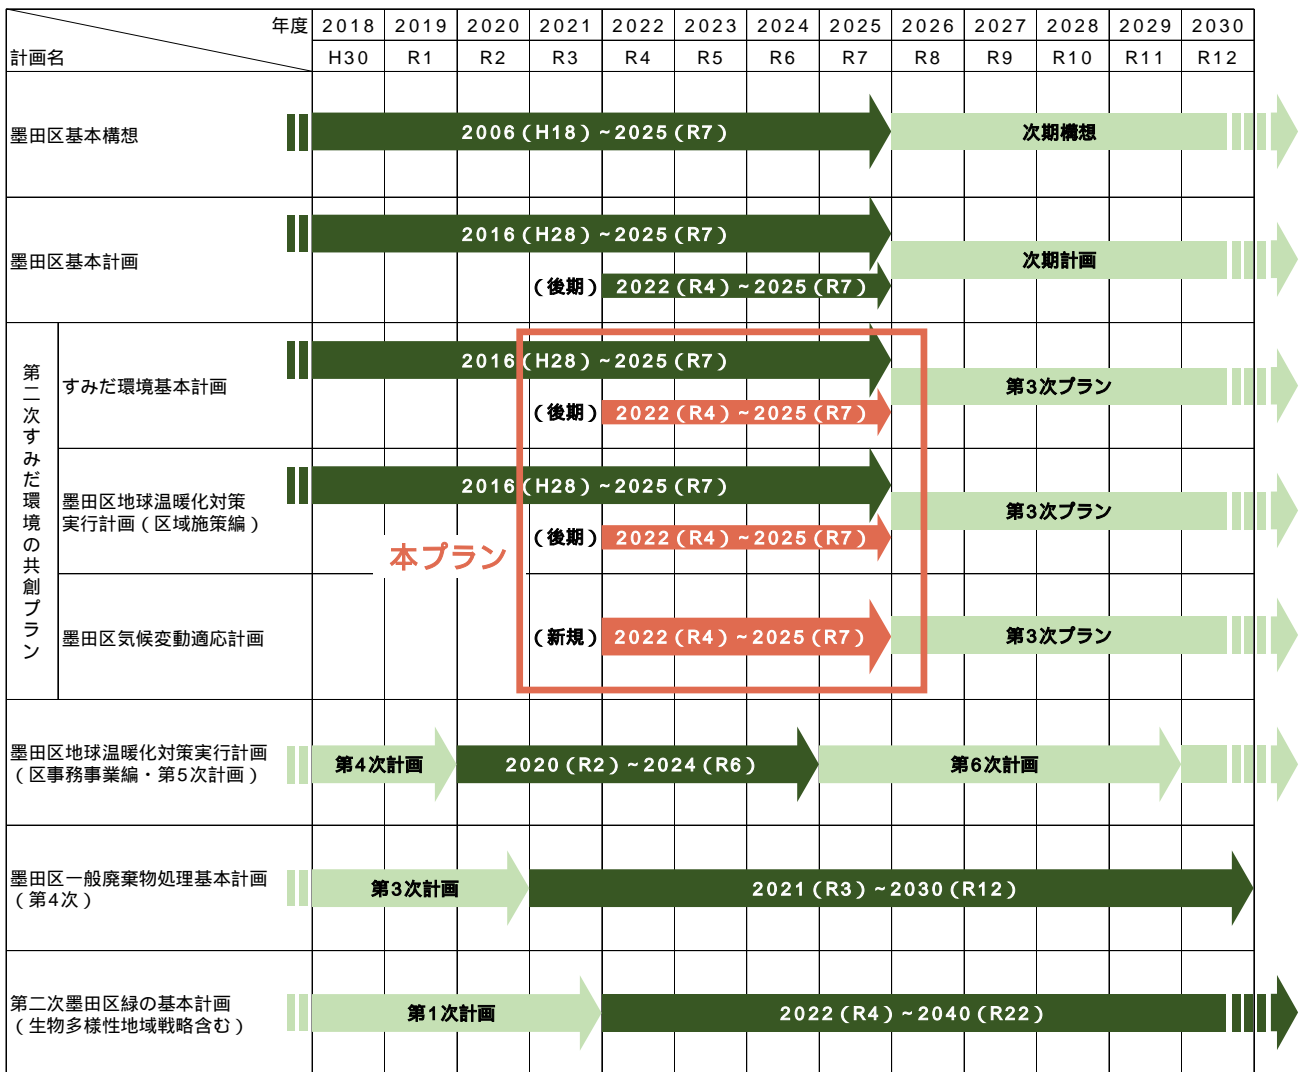 年度 2018 2019 2020 2021 2022 2023 2024 2025 2026 2027 2028 2029 2030
計画名 H30 R1 R2 R3 R4 R5 R6 R7 R8 R9 R10 R11 R12
墨田区基本構想 2006(H18)~2025(R7) 次期構想
2016(H28)~2025(R7)
墨田区基本計画 次期計画
(後期) 2022(R4)~2025(R7)
第二次すみだ環境の共創プラン
2016(H28)~2025(R7)
すみだ環境基本計画 第3次プラン
(後期) 2022(R4)~2025(R7)
2016(H28)~2025(R7)
墨田区地球温暖化対策
実行計画(区域施策編) 第3次プラン
(後期) 2022(R4)~2025(R7)
本プラン
墨田区気候変動適応計画 (新規) 2022(R4)~2025(R7) 第3次プラン
墨田区地球温暖化対策実行計画
(区事務事業編・第5次計画) 第4次計画 2020(R2)~2024(R6) 第6次計画
墨田区一般廃棄物処理基本計画
(第4次) 第3次計画 2021(R3)~2030(R12)
第二次墨田区緑の基本計画
(生物多様性地域戦略含む) 第1次計画 2022(R4)~2040(R22)